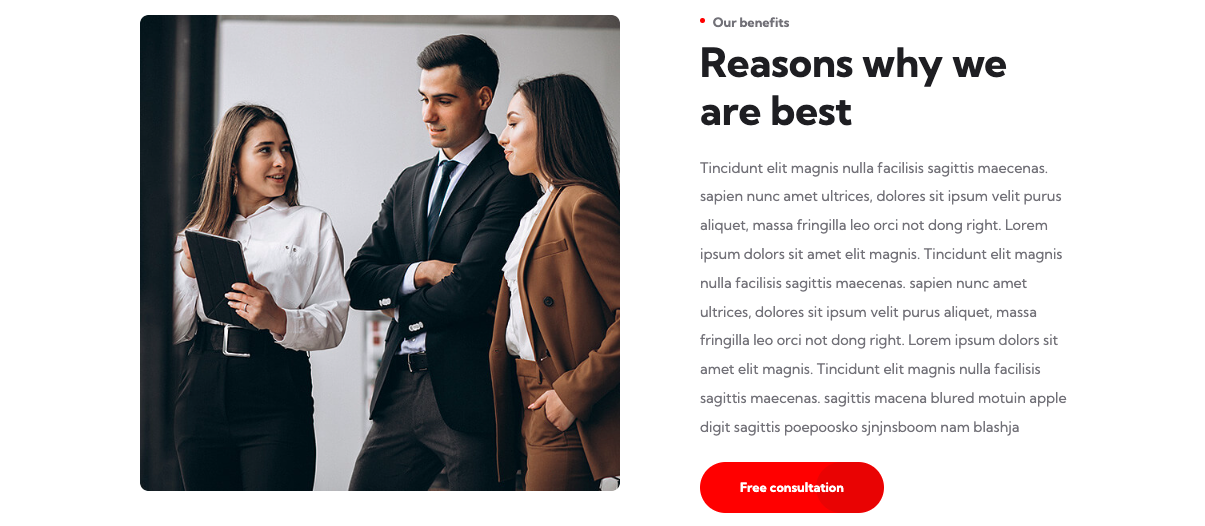 Our benefits
Reasons why we
are best
Tincidunt elit magnis nulla facilisis sagittis maecenas.
sapien nunc amet ultrices, dolores sit ipsum velit purus
aliquet, massa fringilla leo orci not dong right. Lorem
ipsum dolors sit amet elit magnis. Tincidunt elit magnis
nulla facilisis sagittis maecenas. sapien nunc amet
ultrices, dolores sit ipsum velit purus aliquet, massa
fringilla leo orci not dong right. Lorem ipsum dolors sit
amet elit magnis. Tincidunt elit magnis nulla facilisis
sagittis maecenas. sagittis macena blured motuin apple
digit sagittis poepoosko sjnjnsboom nam blashja
Free consultation